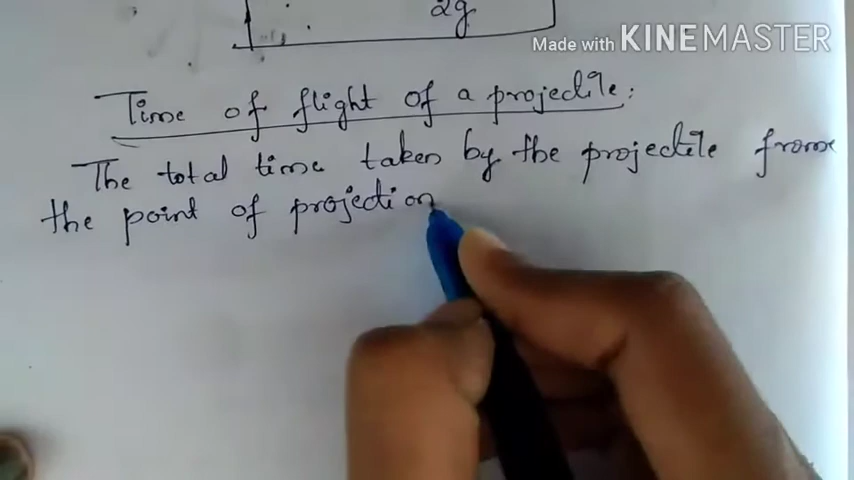 2g
Made with KINEMASTER
Time of flight of a projectile:
The total time taken by the projectile from
the point of projection